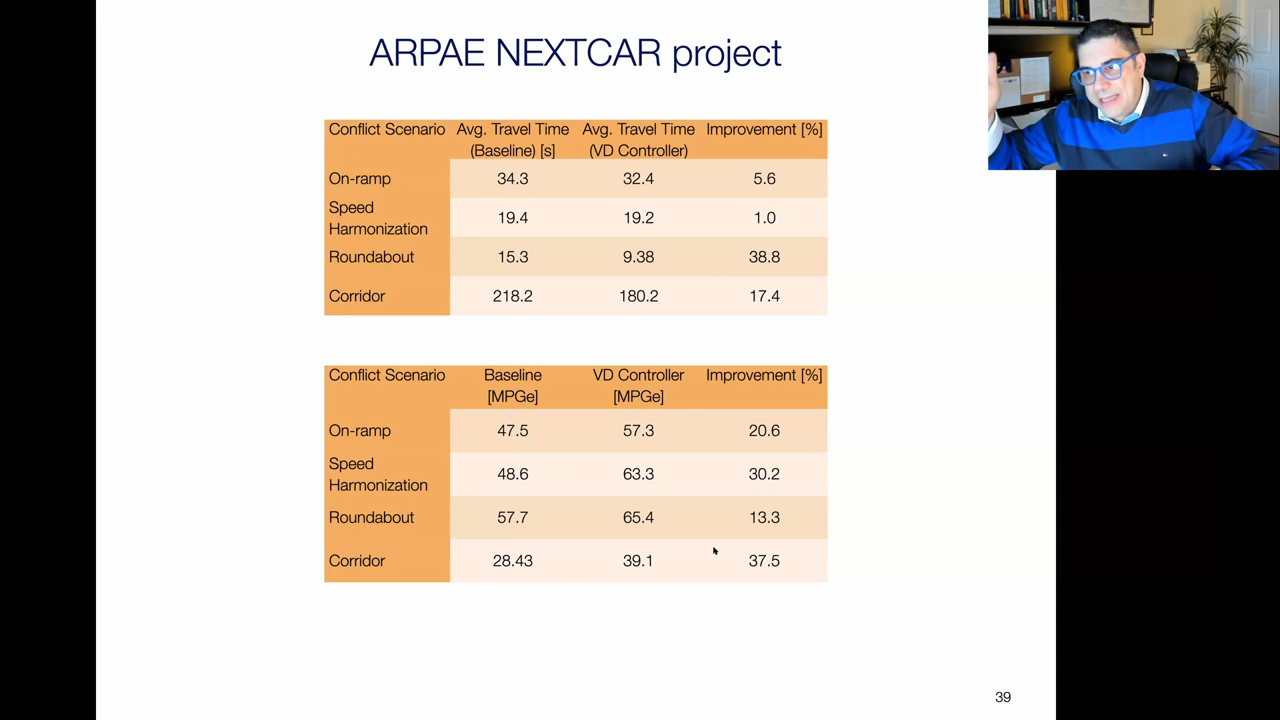 ARPAE NEXTCAR project
Conflict Scenario Avg. Travel Time (Baseline) [s] Avg. Travel Time (VD Controller) Improvement [%]
On-ramp 34.3 32.4 5.6
Speed Harmonization 19.4 19.2 1.0
Roundabout 15.3 9.38 38.8
Corridor 218.2 180.2 17.4
Conflict Scenario Baseline [MPGe] VD Controller [MPGe] Improvement [%]
On-ramp 47.5 57.3 20.6
Speed Harmonization 48.6 63.3 30.2
Roundabout 57.7 65.4 13.3
Corridor 28.43 39.1 37.5
39